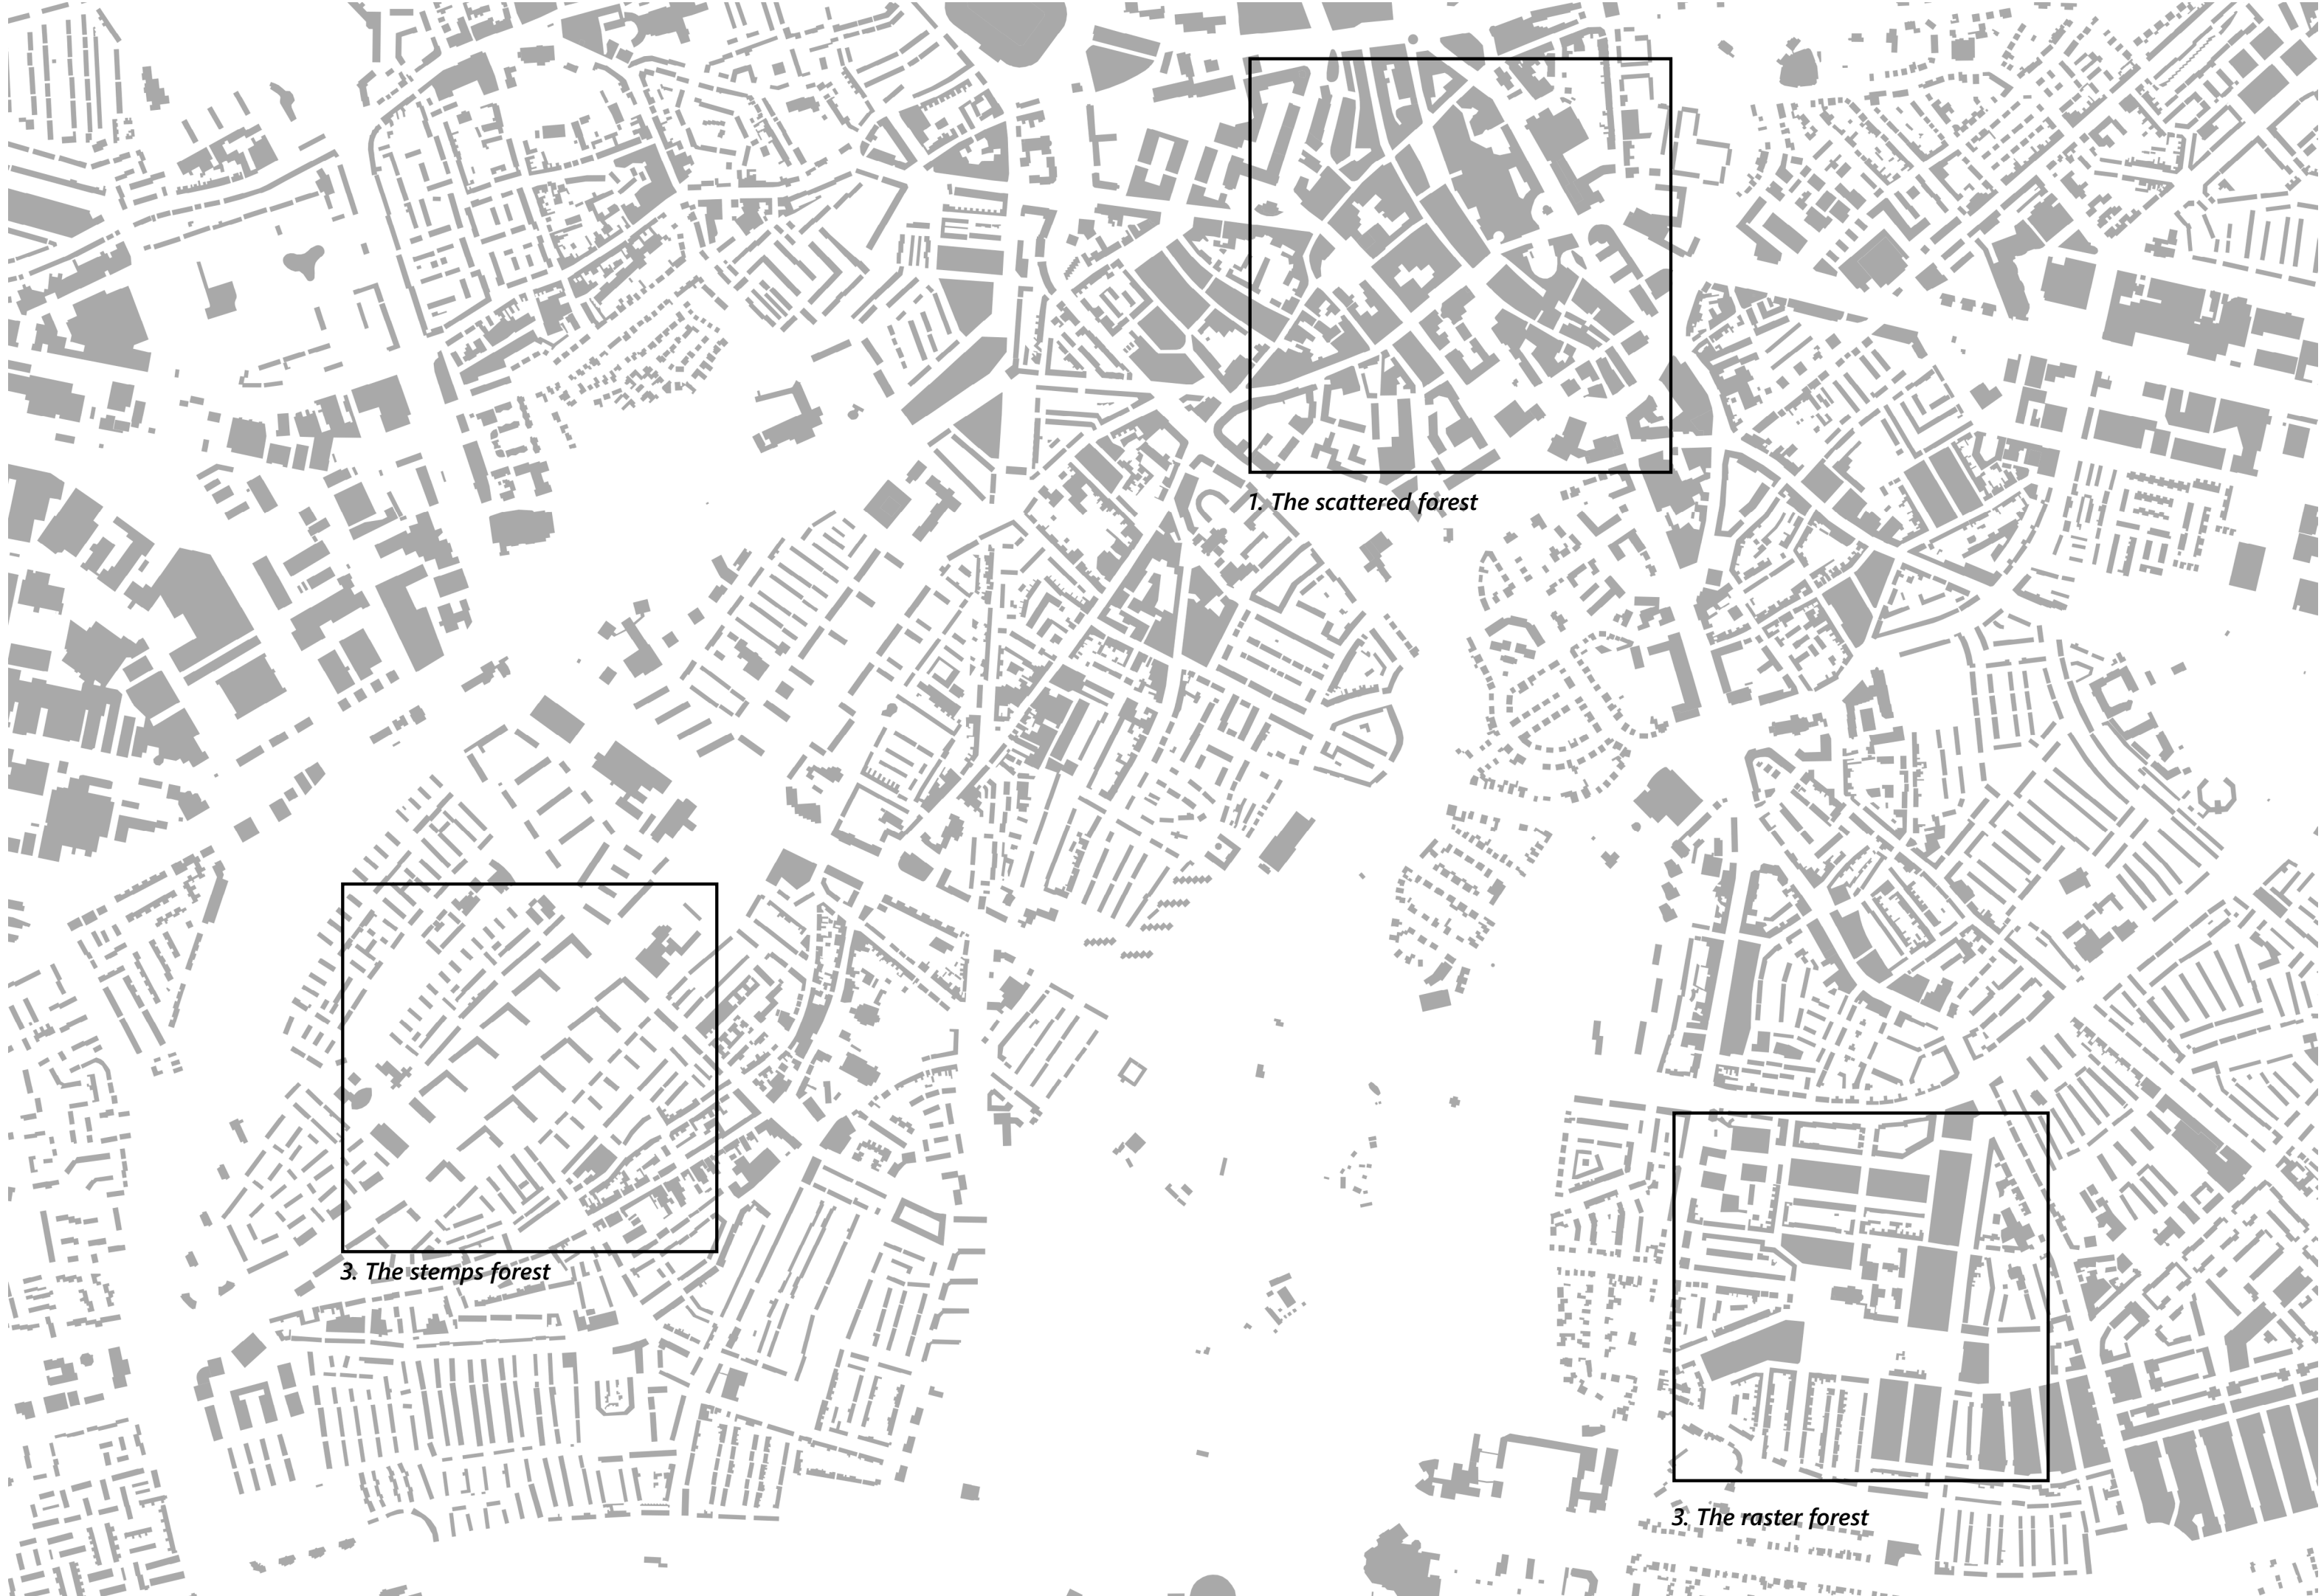 1. The scattered forest
3. The stemps forest
3. The raster forest